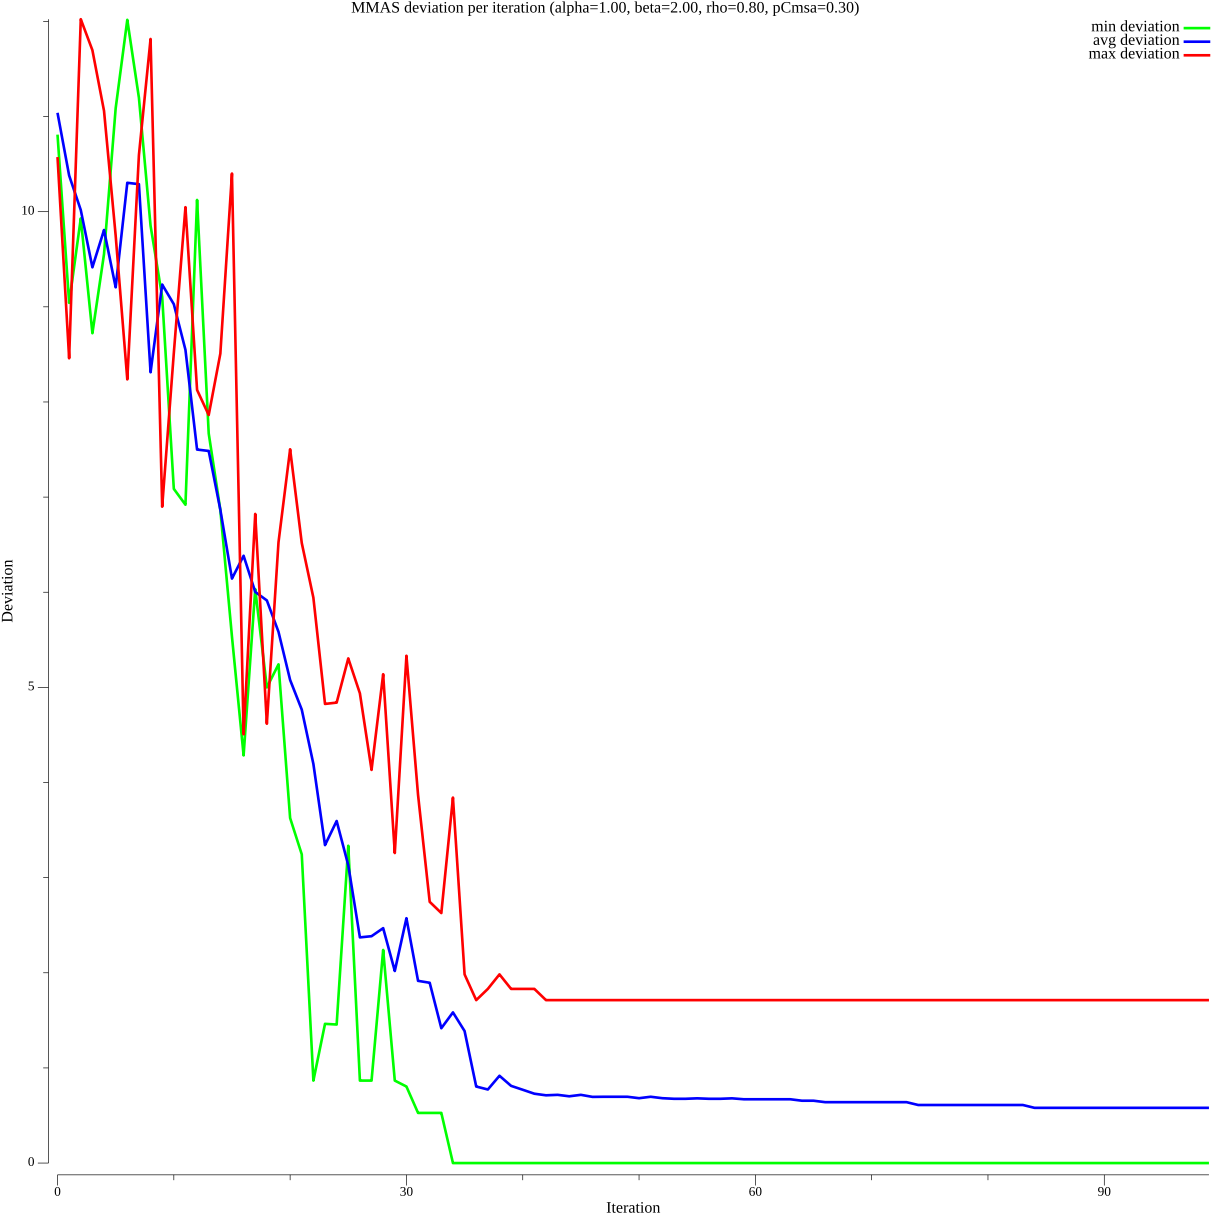 MMAS deviation per iteration (alpha=1.00, beta=2.00, rho=0.80, pCmsa=0.30)
min deviation
avg deviation
max deviation
10
5
0
Deviation
0 30 60 90
Iteration